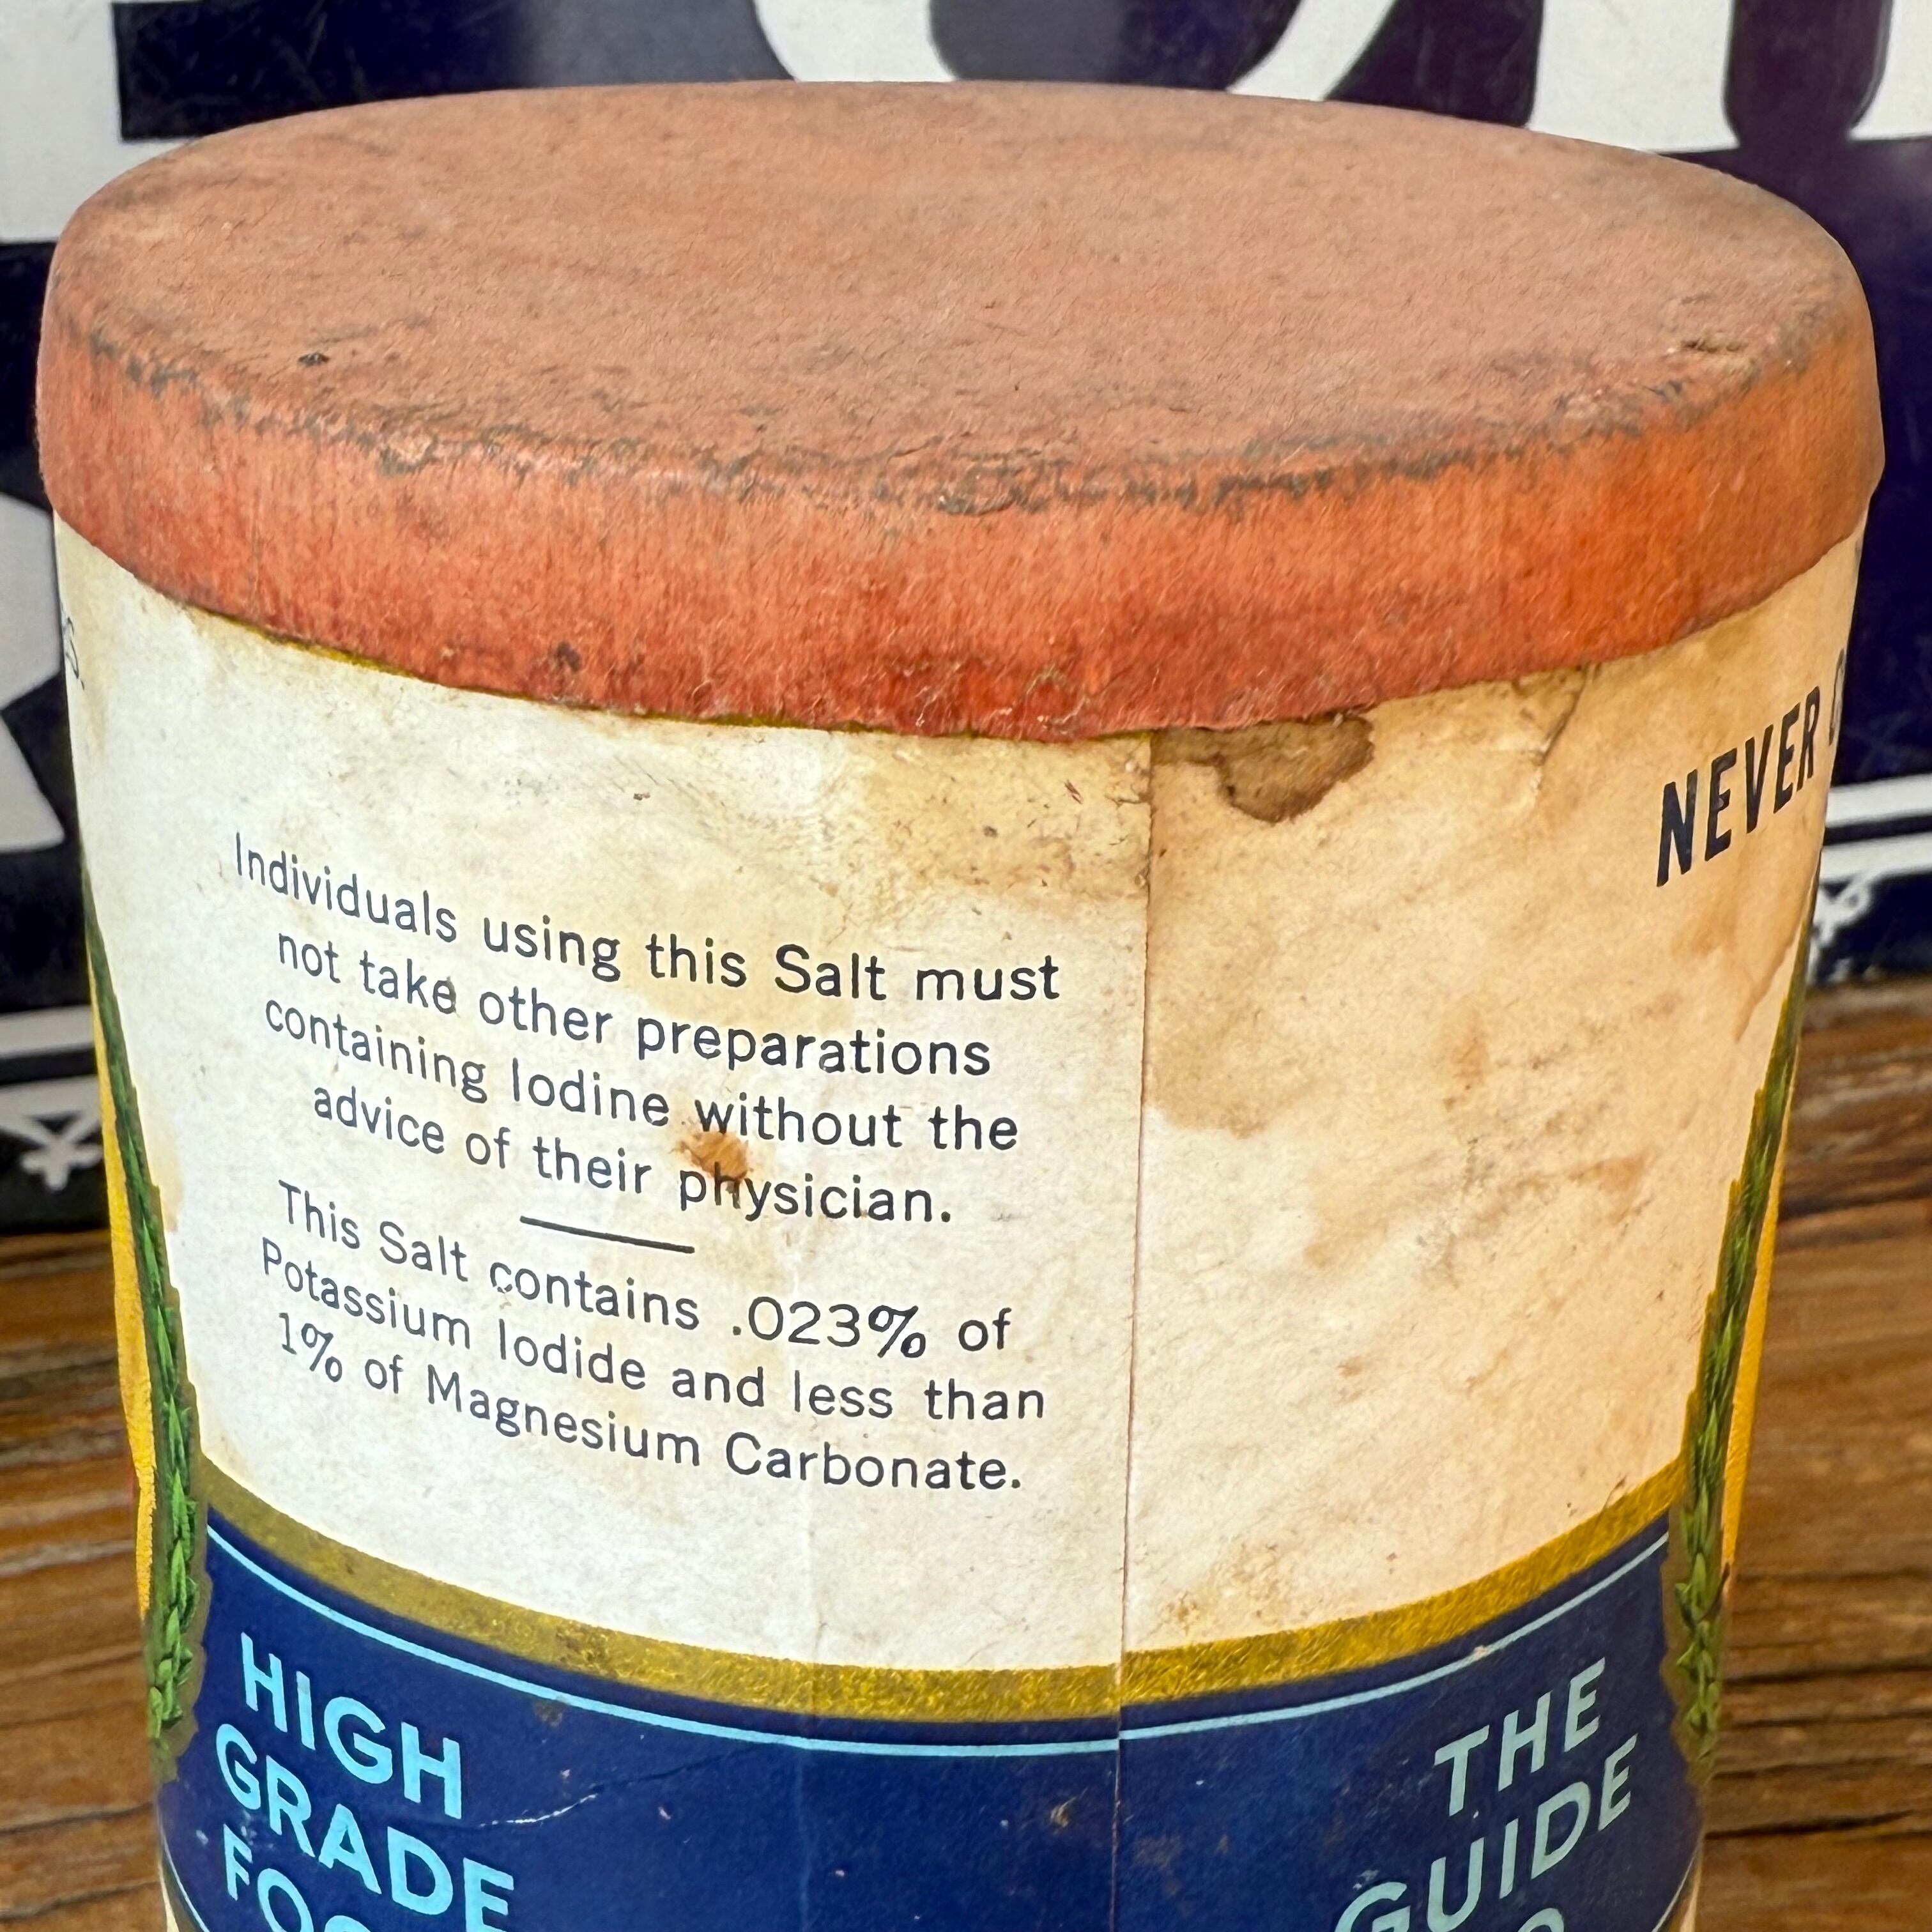 Individuals using this Salt must
not take other preparations
containing Iodine without the
advice of their physician.
This Salt contains .023% of
Potassium Iodide and less than
1% of Magnesium Carbonate.
NEVER
HIGH
GRADE
THE
GUIDE